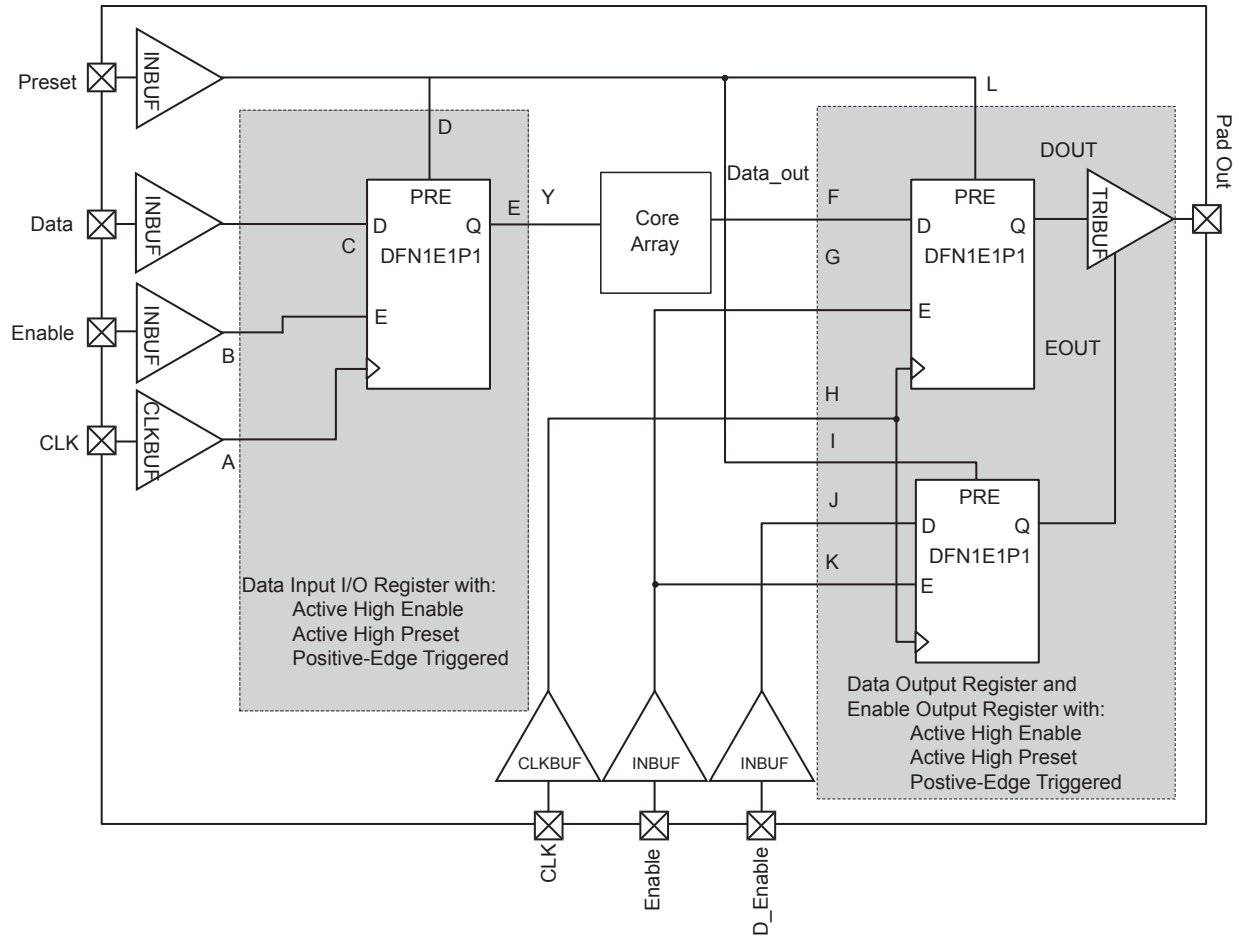 Preset
INBUF
D
L
Pad Out
Data
INBUF
PRE
D
Q
C
DFN1E1P1
E
Y
Core
Array
Data_out
F
G
PRE
D
Q
DFN1E1P1
E
DOUT
TRIBUF
EOUT
Enable
INBUF
B
E
CLK
CLKBUF
A
H
I
J
K
PRE
D
Q
DFN1E1P1
E
Data Input I/O Register with:
Active High Enable
Active High Preset
Positive-Edge Triggered
Data Output Register and
Enable Output Register with:
Active High Enable
Active High Preset
Postive-Edge Triggered
CLKBUF
INBUF
INBUF
CLK
Enable
D_Enable